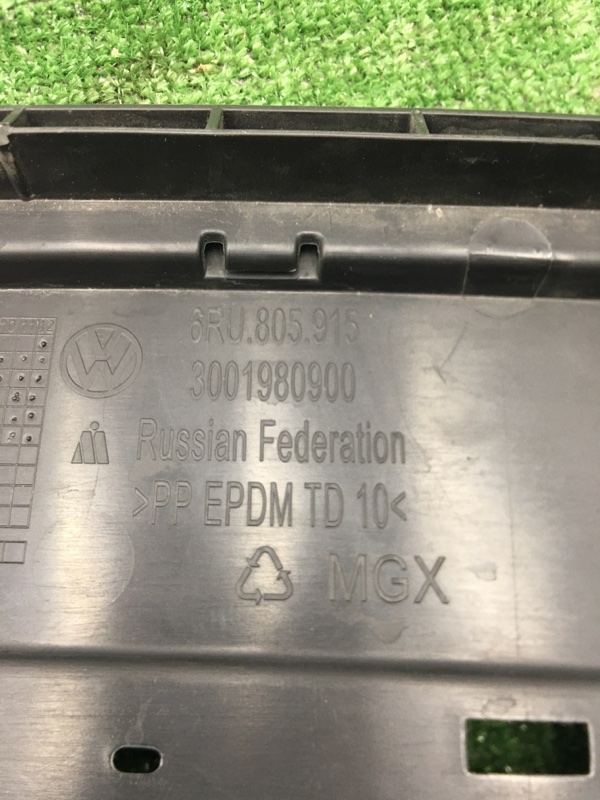 6RU.805.915
3001980900
Russian Federation
>PP EPDM TD 10<
MGX